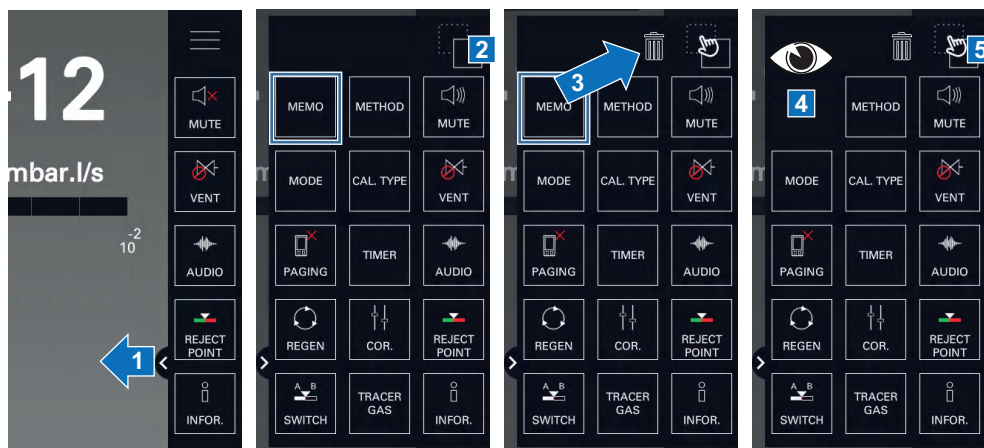 -12
mbar.l/s
-2
10
1
MUTE
VENT
AUDIO
REJECT
POINT
INFOR.
2
MEMO
METHOD
MUTE
MODE
CAL. TYPE
VENT
PAGING
TIMER
AUDIO
REGEN
COR.
REJECT
POINT
A B
SWITCH
TRACER
GAS
INFOR.
3
MEMO
METHOD
MUTE
MODE
CAL. TYPE
VENT
PAGING
TIMER
AUDIO
REGEN
COR.
REJECT
POINT
A B
SWITCH
TRACER
GAS
INFOR.
5
4
METHOD
MUTE
MODE
CAL. TYPE
VENT
PAGING
TIMER
AUDIO
REGEN
COR.
REJECT
POINT
A B
SWITCH
TRACER
GAS
INFOR.